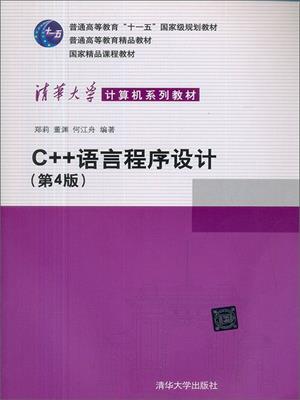 普通高等教育“十一五”国家级规划教材
普通高等教育精品教材
国家精品课程教材
清华大学 计算机系列教材
郑莉 董渊 何江舟 编著
C++语言程序设计
(第4版)
清华大学出版社